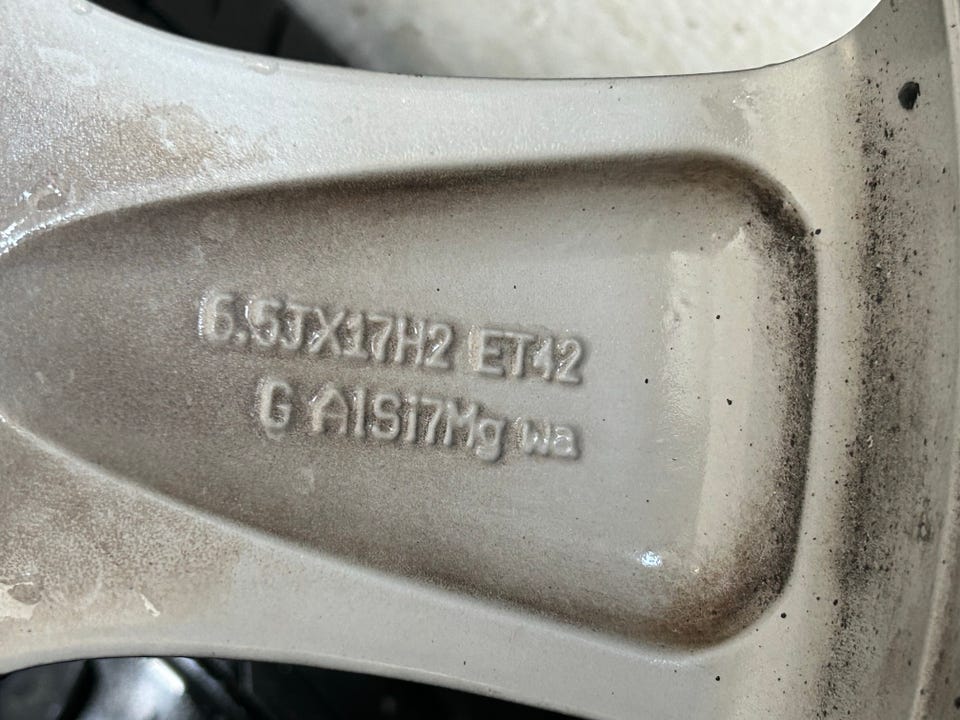 6.5JX17H2 ET42
G AlSi7Mg wa